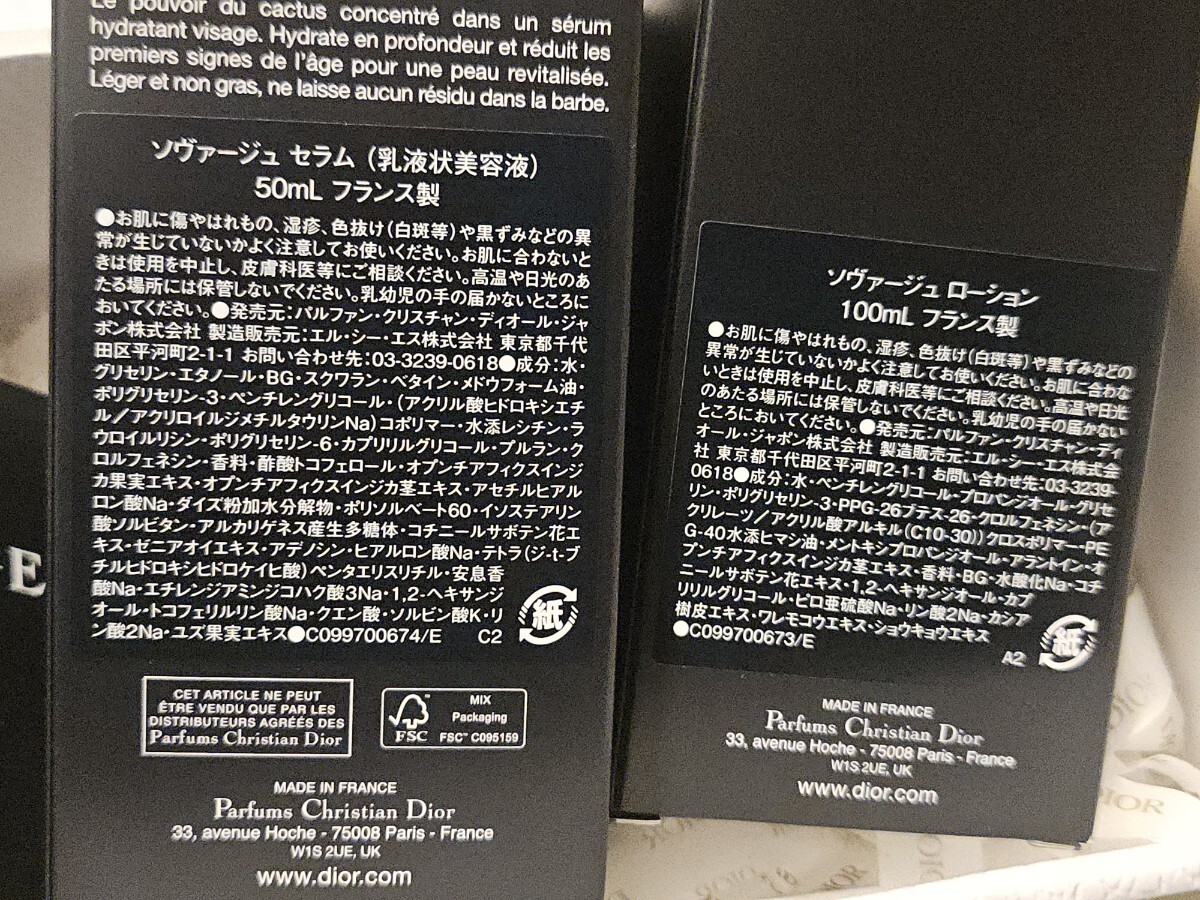 Le pouvoir du cactus concentré dans un sérum
hydratant visage. Hydrate en profondeur et réduit les
premiers signes de l'âge pour une peau revitalisée.
Léger et non gras, ne laisse aucun résidu dans la barbe.
ソヴァージュ セラム（乳液状美容液）
50mL フランス製
●お肌に傷やはれもの、湿疹、色抜け（白斑等）や黒ずみなどの異
常が生じていないかよく注意してお使いください。お肌に合わないと
きは使用を中止し、皮膚科医等にご相談ください。高温や日光のあ
たる場所には保管しないでください。乳幼児の手の届かないところに
おいてください。●発売元：パルファン・クリスチャン・ディオール・ジャ
ポン株式会社 製造販売元：エル・シー・エス株式会社 東京都千代
田区平河町2-1-1 お問い合わせ先：03-3239-0618●成分：水・
グリセリン・エタノール・BG・スクワラン・ベタイン・メドウフォーム油・
ポリグリセリン-3・ペンチレングリコール・（アクリル酸ヒドロキシエチ
ル／アクリロイルジメチルタウリンNa）コポリマー・水添レシチン・ラ
ウロイルリシン・ポリグリセリン-6・カプリリルグリコール・プルラン・ク
ロルフェネシン・香料・酢酸トコフェロール・オプンチアフィクスインジ
カ果実エキス・オプンチアフィクスインジカ茎エキス・アセチルヒアル
ロン酸Na・ダイズ粉加水分解物・ポリソルベート60・イソステアリン
酸ソルビタン・アルカリゲネス産生多糖体・コチニールサボテン花エ
キス・ゼニアオイエキス・アデノシン・ヒアルロン酸Na・テトラ（ジ-t-ブ
チルヒドロキシヒドロケイヒ酸）ペンタエリスリチル・安息香
酸Na・エチレンジアミンジコハク酸3Na・1,2-ヘキサンジ
オール・トコフェリルリン酸Na・クエン酸・ソルビン酸K・リ
ン酸2Na・ユズ果実エキス●C099700674/E C2
紙
CET ARTICLE NE PEUT
ÊTRE VENDU QUE PAR LES
DISTRIBUTEURS AGRÉÉS DES
Parfums Christian Dior
FSC™
MIX
Packaging
FSC™ C095159
MADE IN FRANCE
Parfums Christian Dior
33, avenue Hoche - 75008 Paris - France
W1S 2UE, UK
www.dior.com
ソヴァージュ ローション
100mL フランス製
●お肌に傷やはれもの、湿疹、色抜け（白斑等）や黒ずみなどの
異常が生じていないかよく注意してお使いください。お肌に合わな
いときは使用を中止し、皮膚科医等にご相談ください。高温や日光
のあたる場所には保管しないでください。乳幼児の手の届かない
ところにおいてください。●発売元：パルファン・クリスチャン・ディ
オール・ジャポン株式会社 製造販売元：エル・シー・エス株式会
社 東京都千代田区平河町2-1-1 お問い合わせ先：03-3239-
0618●成分：水・ペンチレングリコール・プロパンジオール・グリセ
リン・ポリグリセリン-3・PPG-26ブテス-26・クロルフェネシン・（ア
クリレーツ／アクリル酸アルキル（C10-30））クロスポリマー・PE
G-40水添ヒマシ油・メントキシプロパンジオール・アラントイン・オ
プンチアフィクスインジカ茎エキス・香料・BG・水酸化Na・コチ
ニールサボテン花エキス・1,2-ヘキサンジオール・カプ
リリルグリコール・ピロ亜硫酸Na・リン酸2Na・カシア
樹皮エキス・ワレモコウエキス・ショウキョウエキス
●C099700673/E A2
紙
MADE IN FRANCE
Parfums Christian Dior
33, avenue Hoche - 75008 Paris - France
W1S 2UE, UK
www.dior.com
E
DIOR